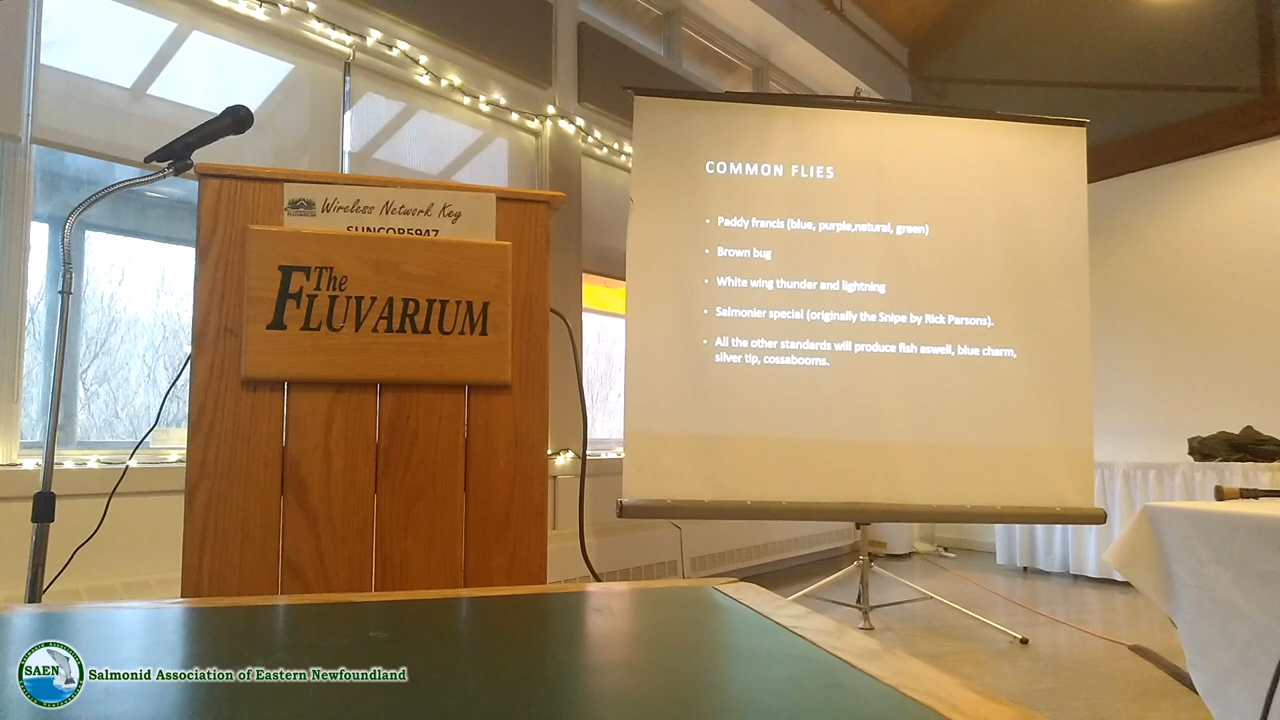 Wireless Network Key
FLUVARIUM
SUNCOR5947
The
FLUVARIUM
COMMON FLIES
• Paddy francis (blue, purple,natural, green)
• Brown bug
• White wing thunder and lightning
• Salmonier special (originally the Snipe by Rick Parsons).
• All the other standards will produce fish aswell, blue charm,
silver tip, cossabooms.
SAEN
Salmonid Association of Eastern Newfoundland